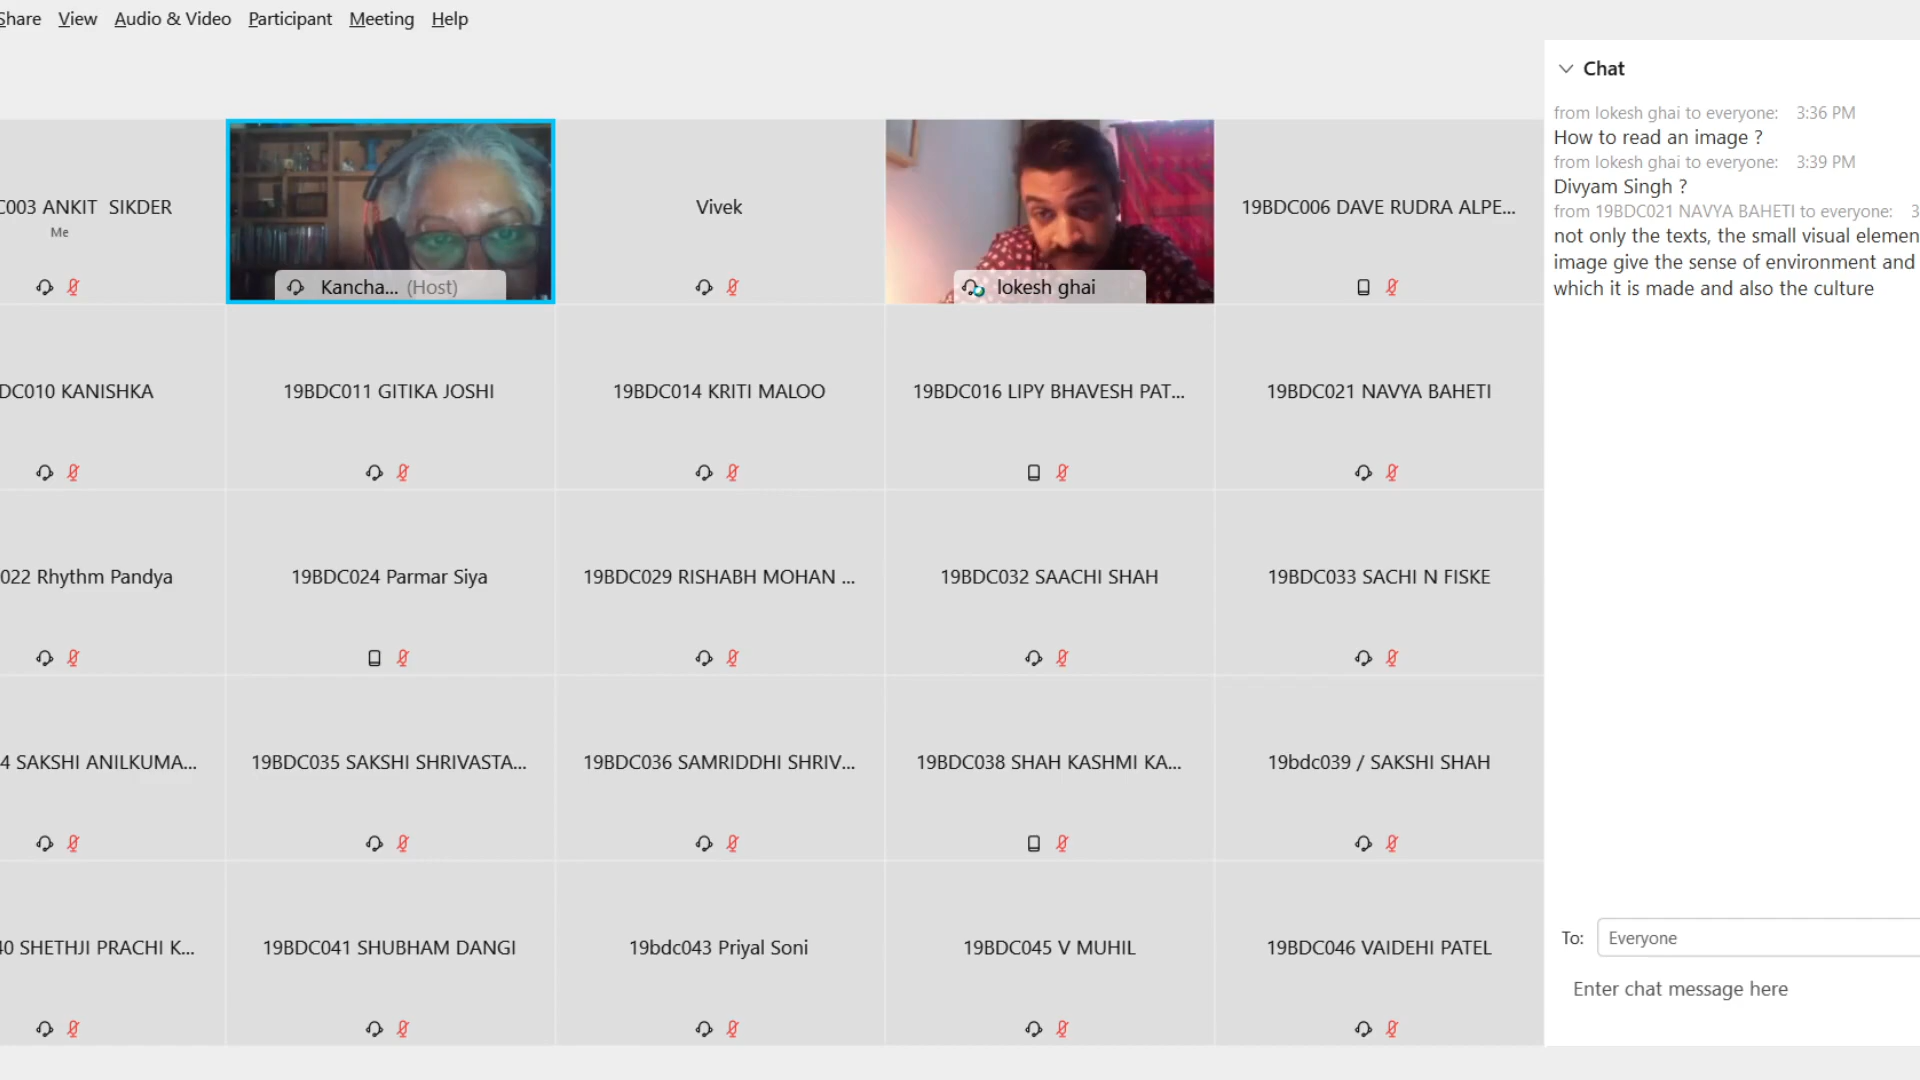 Share View Audio & Video Participant Meeting Help
Chat
from lokesh ghai to everyone: 3:36 PM
How to read an image ?
from lokesh ghai to everyone: 3:39 PM
Divyam Singh ?
from 19BDC021 NAVYA BAHETI to everyone: 3
not only the texts, the small visual elemen
image give the sense of environment and
which it is made and also the culture
C003 ANKIT SIKDER
Me
Kancha... (Host)
Vivek
lokesh ghai
19BDC006 DAVE RUDRA ALPE...
DC010 KANISHKA
19BDC011 GITIKA JOSHI
19BDC014 KRITI MALOO
19BDC016 LIPY BHAVESH PAT...
19BDC021 NAVYA BAHETI
022 Rhythm Pandya
19BDC024 Parmar Siya
19BDC029 RISHABH MOHAN ...
19BDC032 SAACHI SHAH
19BDC033 SACHI N FISKE
4 SAKSHI ANILKUMA...
19BDC035 SAKSHI SHRIVASTA...
19BDC036 SAMRIDDHI SHRIV...
19BDC038 SHAH KASHMI KA...
19bdc039 / SAKSHI SHAH
40 SHETHJI PRACHI K...
19BDC041 SHUBHAM DANGI
19bdc043 Priyal Soni
19BDC045 V MUHIL
19BDC046 VAIDEHI PATEL
To: Everyone
Enter chat message here